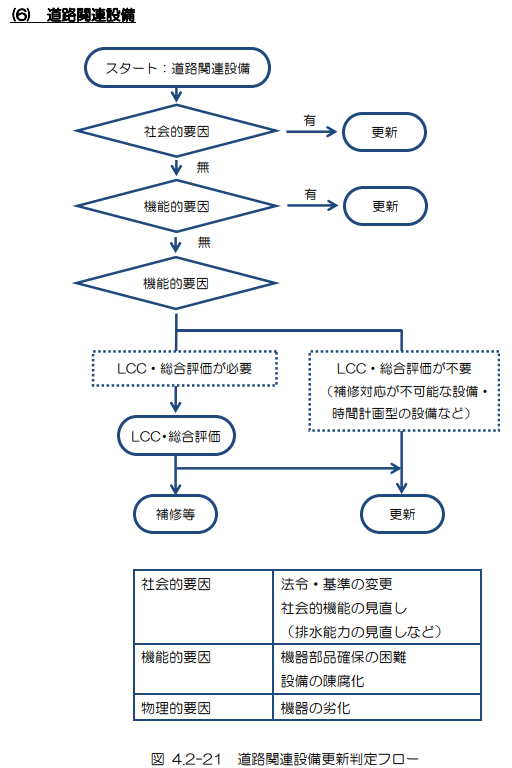 (6) 道路関連設備
スタート：道路関連設備
社会的要因
有
更新
無
機能的要因
有
更新
無
機能的要因
LCC・総合評価が必要
LCC・総合評価が不要
（補修対応が不可能な設備・
時間計画型の設備など）
LCC・総合評価
補修等
更新
社会的要因
法令・基準の変更
社会的機能の見直し
（排水能力の見直しなど）
機能的要因
機器部品確保の困難
設備の陳腐化
物理的要因
機器の劣化
図 4.2-21 道路関連設備更新判定フロー